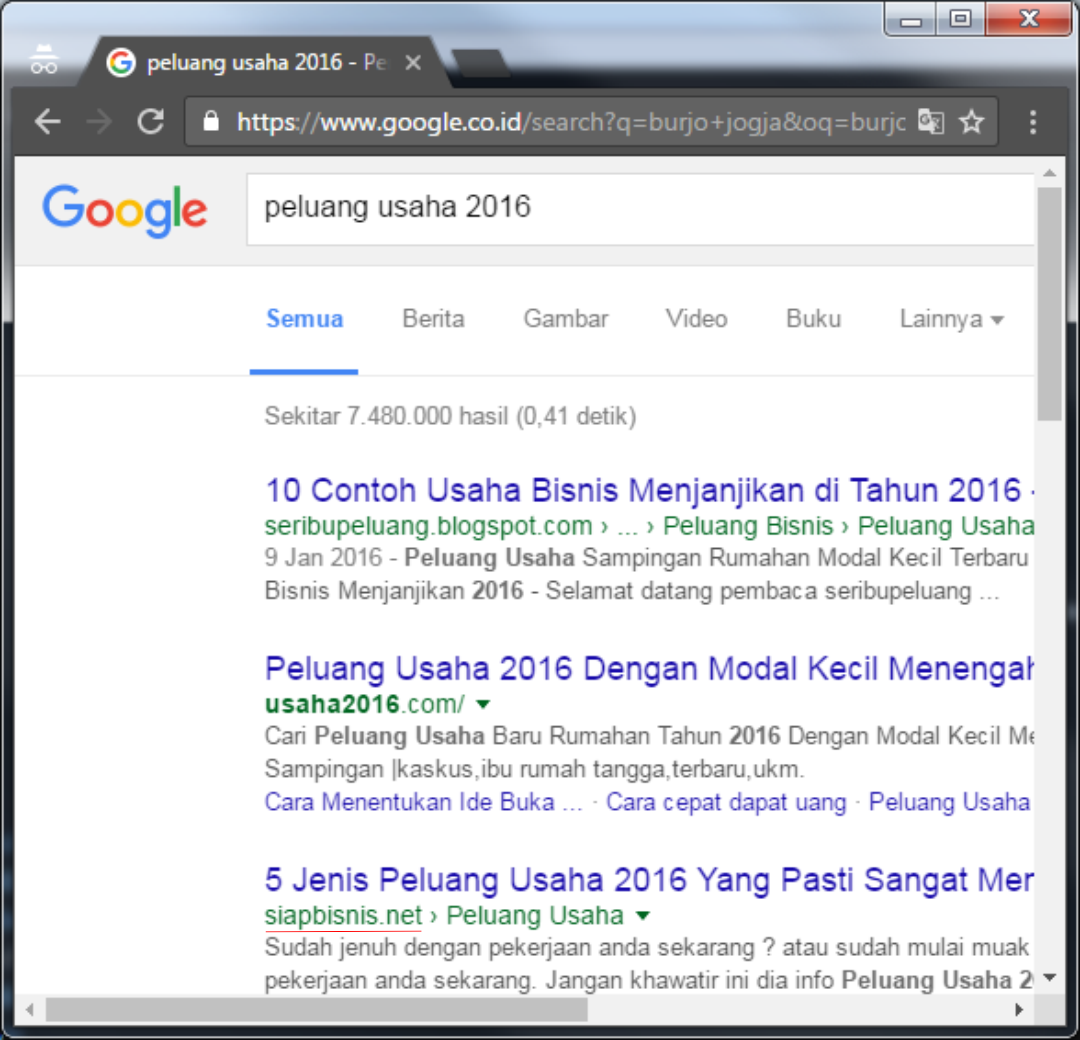 peluang usaha 2016 - Pe
https://www.google.co.id/search?q=burjo+jogja&oq=burjo
Google
peluang usaha 2016
Semua Berita Gambar Video Buku Lainnya
Sekitar 7.480.000 hasil (0,41 detik)
10 Contoh Usaha Bisnis Menjanjikan di Tahun 2016 -
seribupeluang.blogspot.com › ... › Peluang Bisnis › Peluang Usaha
9 Jan 2016 - Peluang Usaha Sampingan Rumahan Modal Kecil Terbaru
Bisnis Menjanjikan 2016 - Selamat datang pembaca seribupeluang ...
Peluang Usaha 2016 Dengan Modal Kecil Menengah
usaha2016.com/
Cari Peluang Usaha Baru Rumahan Tahun 2016 Dengan Modal Kecil Me
Sampingan |kaskus,ibu rumah tangga,terbaru,ukm.
Cara Menentukan Ide Buka ... · Cara cepat dapat uang · Peluang Usaha
5 Jenis Peluang Usaha 2016 Yang Pasti Sangat Men
siapbisnis.net › Peluang Usaha
Sudah jenuh dengan pekerjaan anda sekarang ? atau sudah mulai muak
pekerjaan anda sekarang. Jangan khawatir ini dia info Peluang Usaha 2